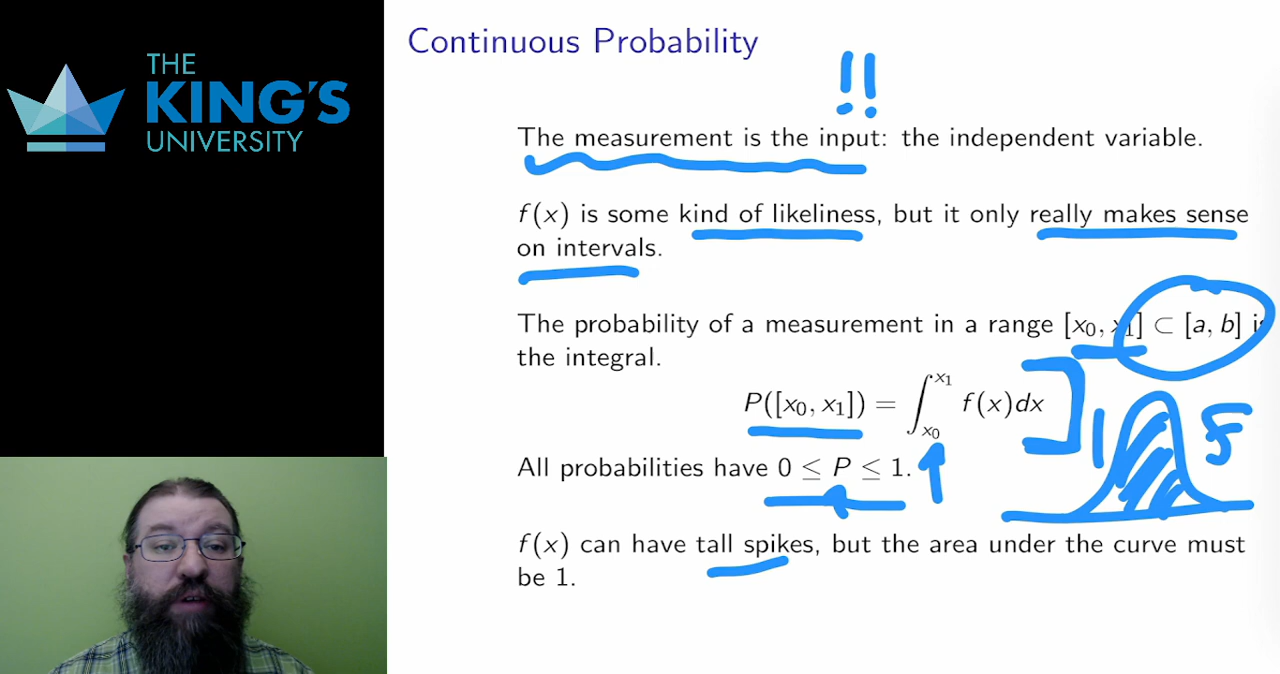 THE
KING'S
UNIVERSITY
Continuous Probability
!!
The measurement is the input: the independent variable.
f(x) is some kind of likeliness, but it only really makes sense
on intervals.
The probability of a measurement in a range [x₀, x₁] ⊂ [a, b] is
the integral.
P([x₀, x₁]) = ∫_{x₀}^{x₁} f(x)dx
1
f
All probabilities have 0 ≤ P ≤ 1.
f(x) can have tall spikes, but the area under the curve must
be 1.